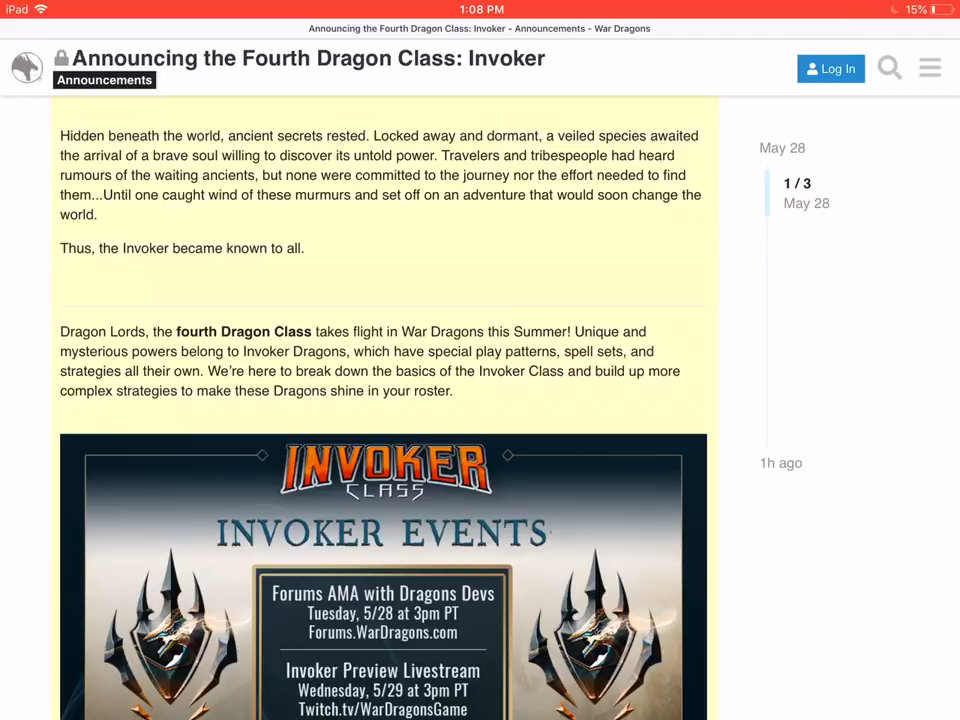 iPad
1:08 PM
15%
Announcing the Fourth Dragon Class: Invoker - Announcements - War Dragons
Announcing the Fourth Dragon Class: Invoker
Announcements
Log In
Hidden beneath the world, ancient secrets rested. Locked away and dormant, a veiled species awaited
the arrival of a brave soul willing to discover its untold power. Travelers and tribespeople had heard
rumours of the waiting ancients, but none were committed to the journey nor the effort needed to find
them...Until one caught wind of these murmurs and set off on an adventure that would soon change the
world.
Thus, the Invoker became known to all.
Dragon Lords, the fourth Dragon Class takes flight in War Dragons this Summer! Unique and
mysterious powers belong to Invoker Dragons, which have special play patterns, spell sets, and
strategies all their own. We're here to break down the basics of the Invoker Class and build up more
complex strategies to make these Dragons shine in your roster.
May 28
1 / 3
May 28
1h ago
INVOKER
CLASS
INVOKER EVENTS
Forums AMA with Dragons Devs
Tuesday, 5/28 at 3pm PT
Forums.WarDragons.com
Invoker Preview Livestream
Wednesday, 5/29 at 3pm PT
Twitch.tv/WarDragonsGame